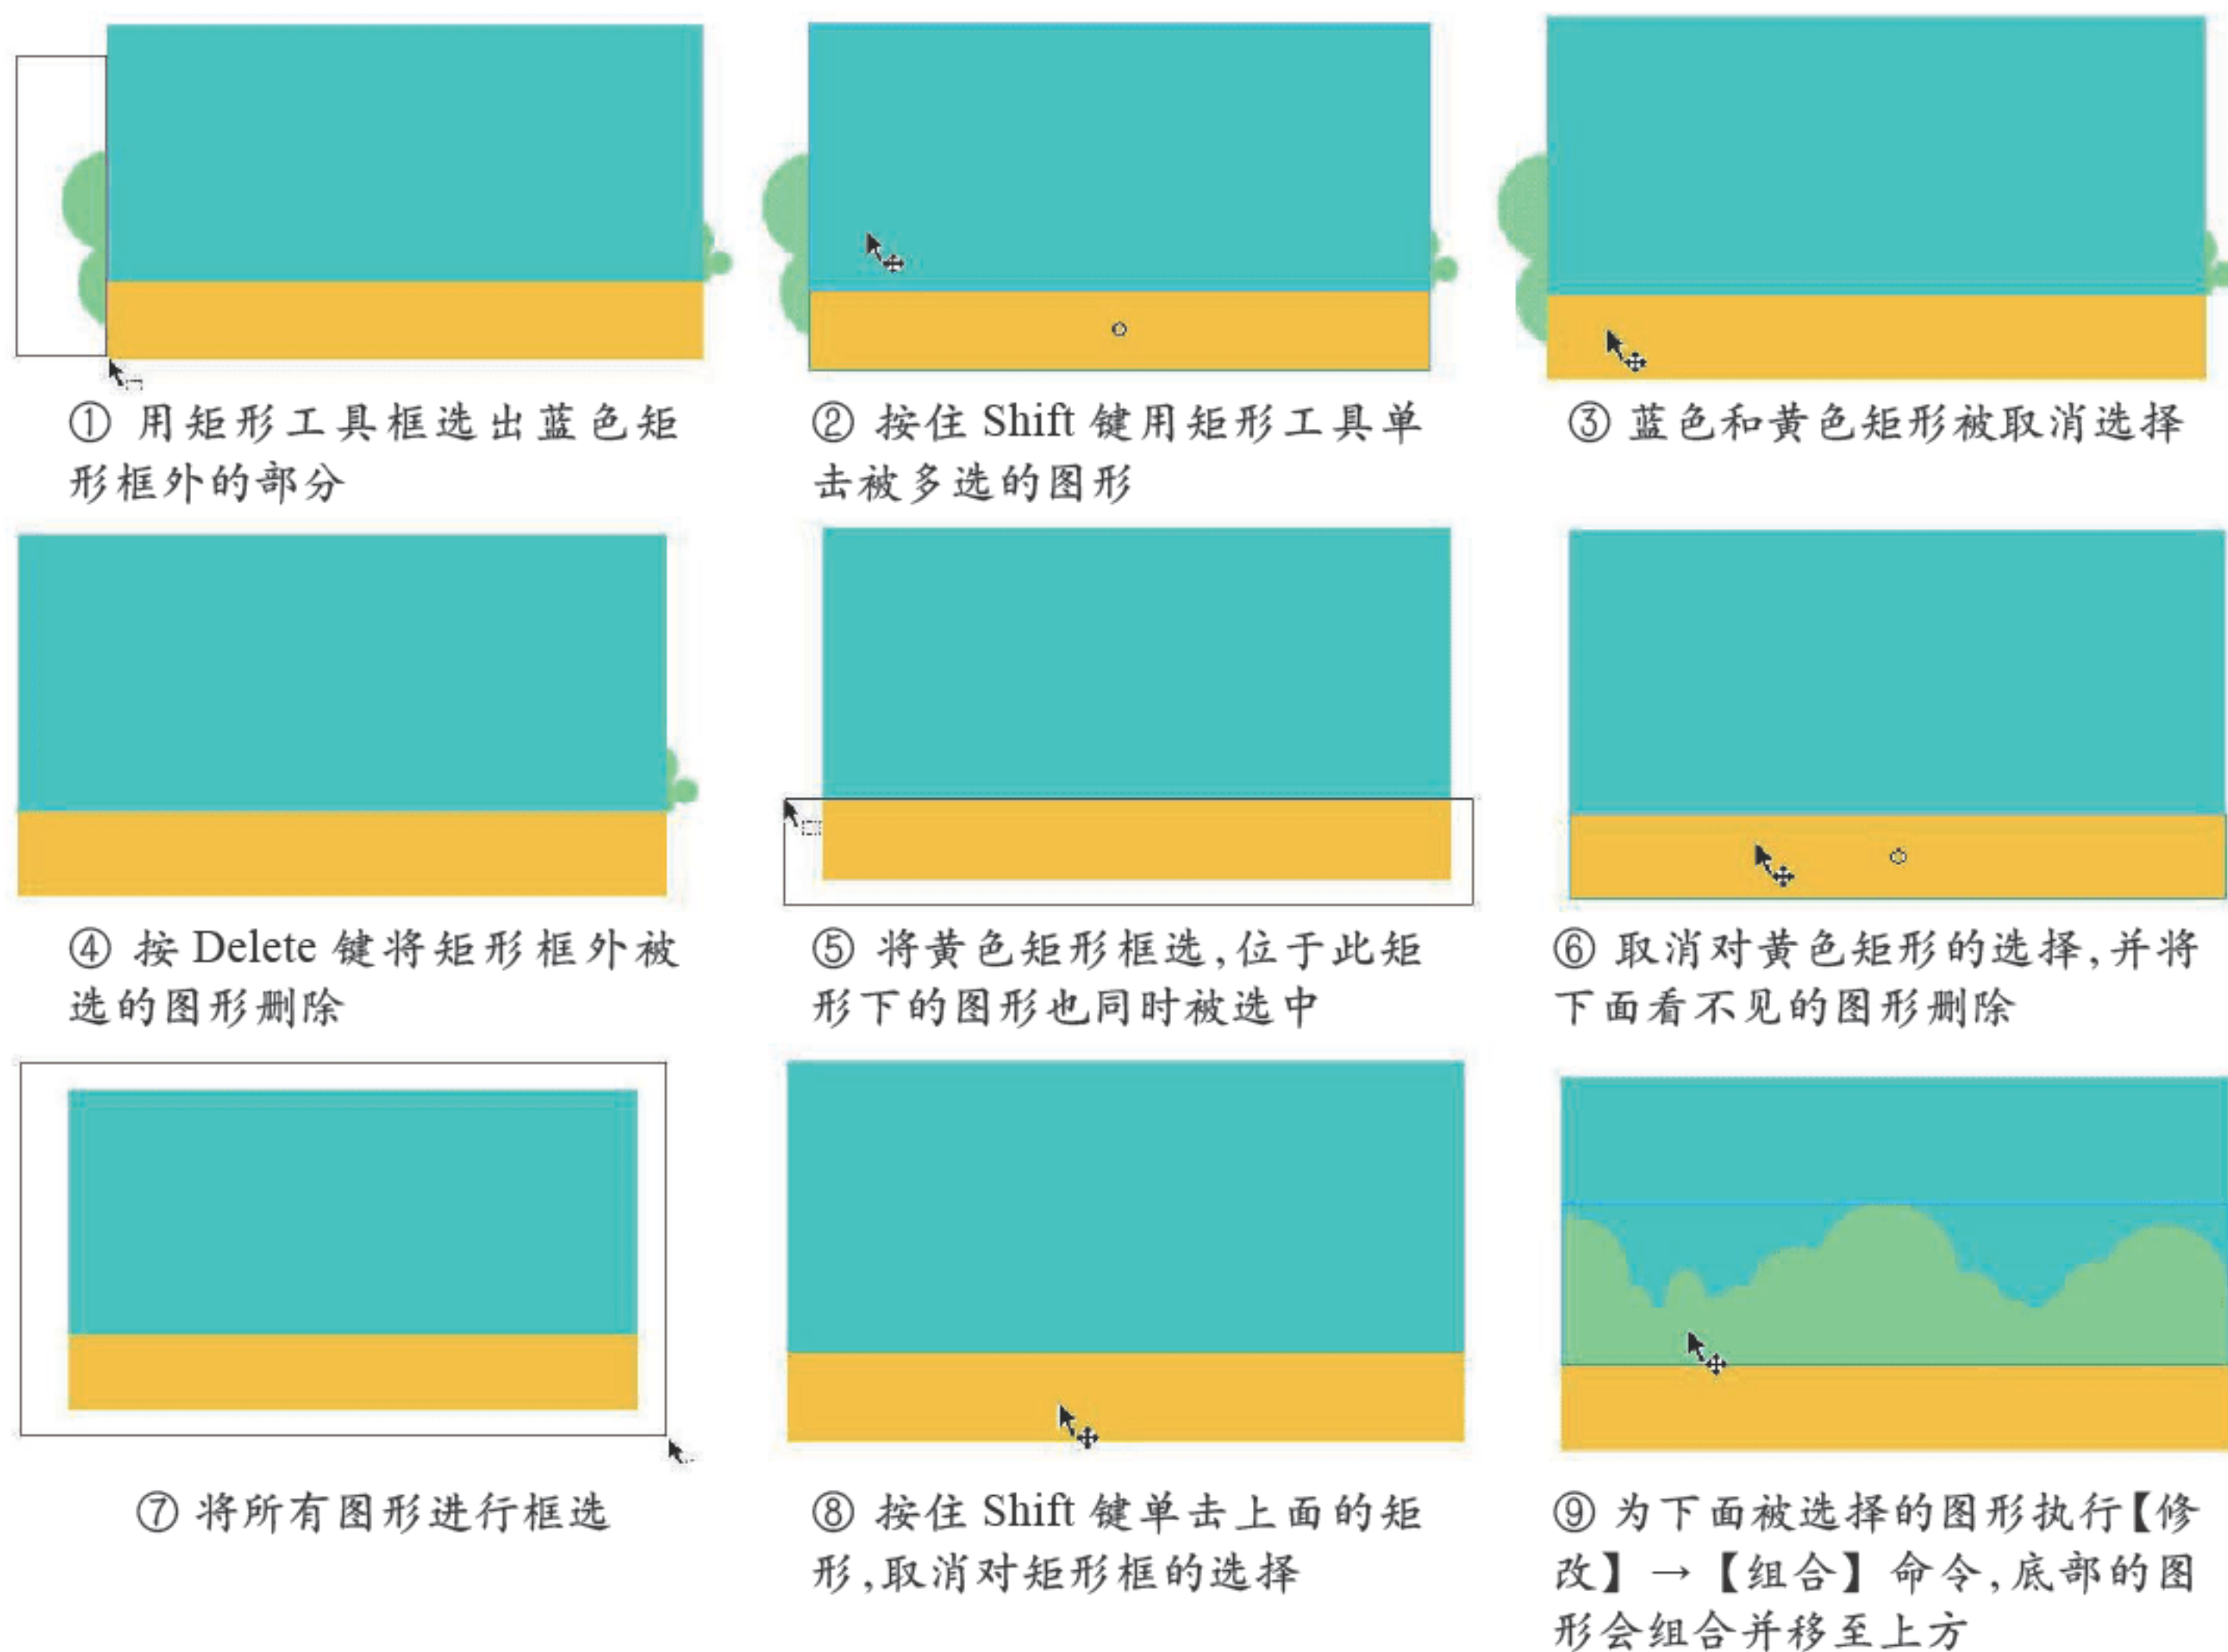 ① 用矩形工具框选出蓝色矩
形框外的部分
② 按住 Shift 键用矩形工具单
击被多选的图形
③ 蓝色和黄色矩形被取消选择
④ 按 Delete 键将矩形框外被
选的图形删除
⑤ 将黄色矩形框选,位于此矩
形下的图形也同时被选中
⑥ 取消对黄色矩形的选择,并将
下面看不见的图形删除
⑦ 将所有图形进行框选
⑧ 按住 Shift 键单击上面的矩
形,取消对矩形框的选择
⑨ 为下面被选择的图形执行【修
改】→【组合】命令,底部的图
形会组合并移至上方